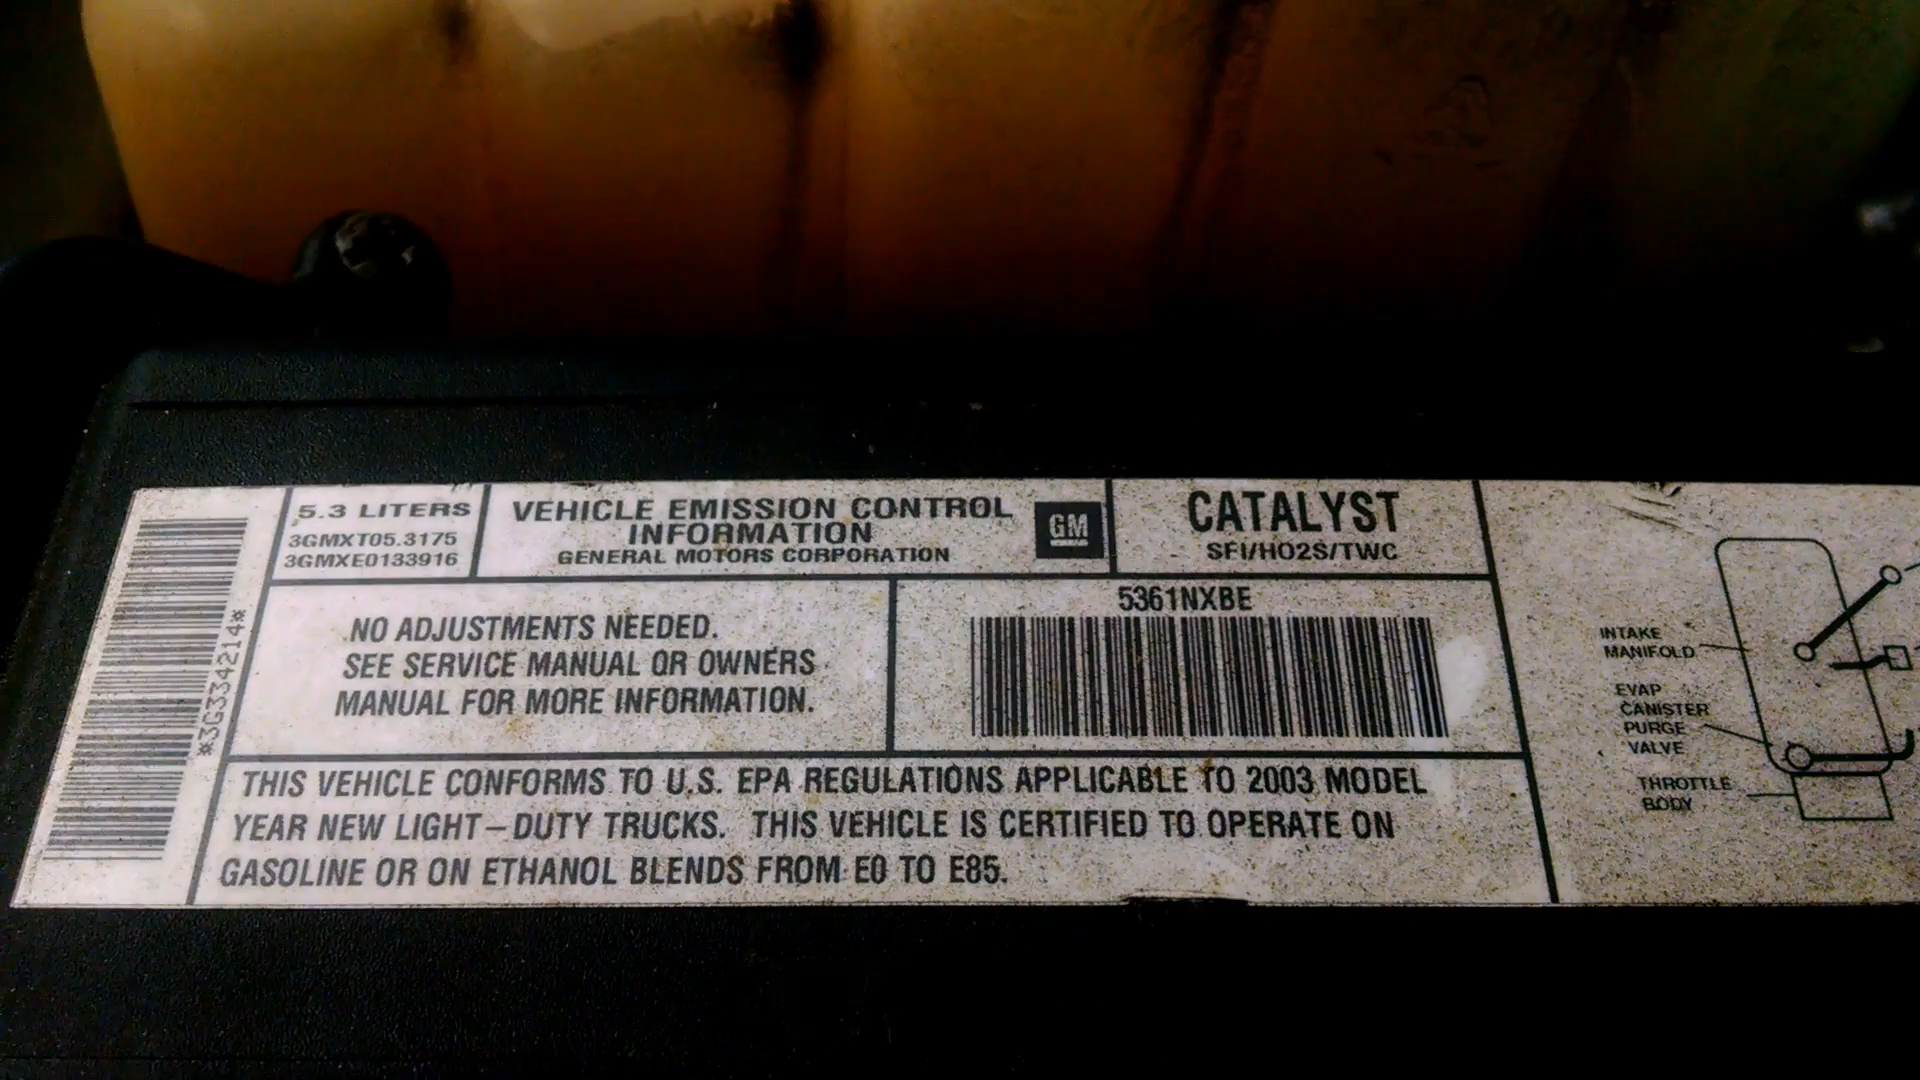 *3G334214*
5.3 LITERS
3GMXT05.3175
3GMXE0133916
VEHICLE EMISSION CONTROL
INFORMATION
GENERAL MOTORS CORPORATION
GM
CATALYST
SFI/HO2S/TWC
NO ADJUSTMENTS NEEDED.
SEE SERVICE MANUAL OR OWNERS
MANUAL FOR MORE INFORMATION.
5361NXBE
THIS VEHICLE CONFORMS TO U.S. EPA REGULATIONS APPLICABLE TO 2003 MODEL
YEAR NEW LIGHT-DUTY TRUCKS. THIS VEHICLE IS CERTIFIED TO OPERATE ON
GASOLINE OR ON ETHANOL BLENDS FROM E0 TO E85.
INTAKE
MANIFOLD
EVAP
CANISTER
PURGE
VALVE
THROTTLE
BODY